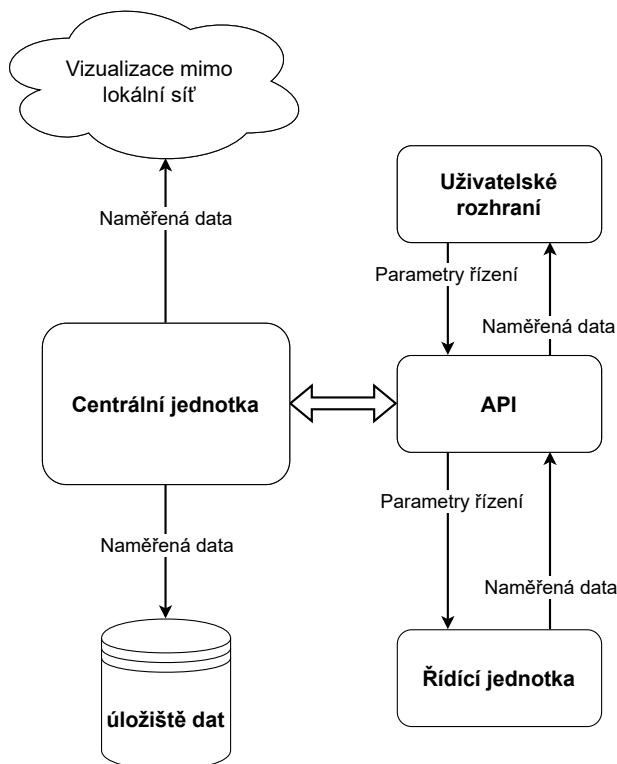 Vizualizace mimo
lokální síť
Naměřená data
Uživatelské
rozhraní
Parametry řízení
Naměřená data
Centrální jednotka
API
Naměřená data
Parametry řízení
Naměřená data
úložiště dat
Řídící jednotka